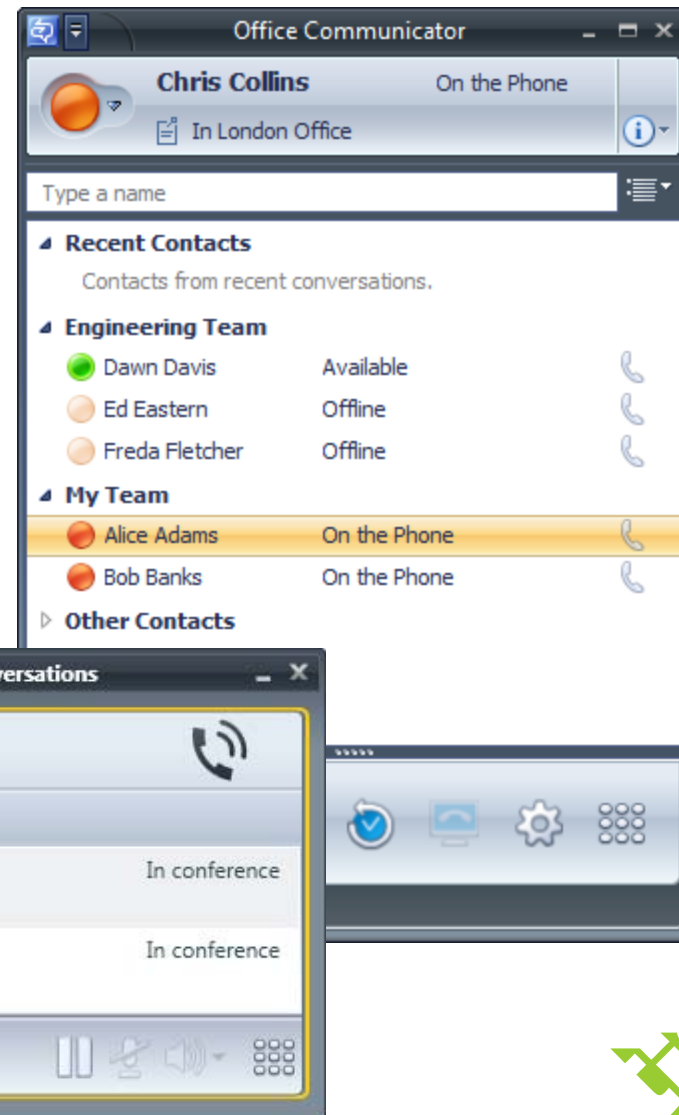 Office Communicator
Chris Collins On the Phone
In London Office
Type a name
Recent Contacts
Contacts from recent conversations.
Engineering Team
Dawn Davis Available
Ed Eastern Offline
Freda Fletcher Offline
My Team
Alice Adams On the Phone
Bob Banks On the Phone
Other Contacts
versations
In conference
In conference